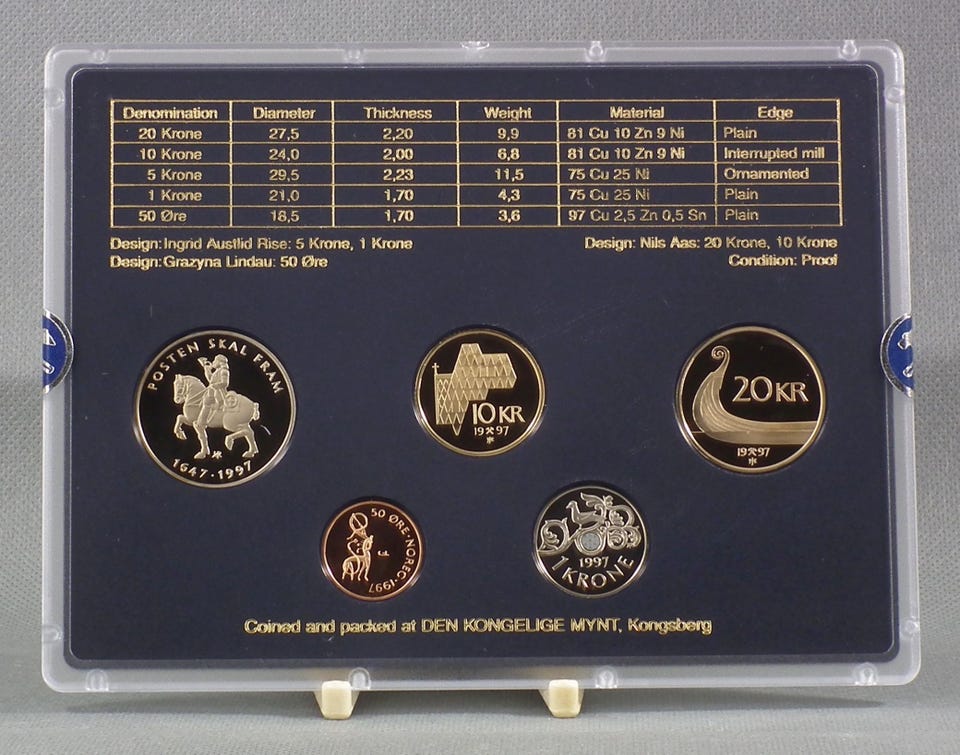 Denomination Diameter Thickness Weight Material Edge
20 Krone 27,5 2,20 9,9 81 Cu 10 Zn 9 Ni Plain
10 Krone 24,0 2,00 6,8 81 Cu 10 Zn 9 Ni Interrupted mill
5 Krone 29,5 2,23 11,5 75 Cu 25 Ni Ornamented
1 Krone 21,0 1,70 4,3 75 Cu 25 Ni Plain
50 Øre 18,5 1,70 3,6 97 Cu 2,5 Zn 0,5 Sn Plain
Design: Ingrid Austlid Rise: 5 Krone, 1 Krone
Design: Grazyna Lindau: 50 Øre
Design: Nils Aas: 20 Krone, 10 Krone
Condition: Proof
POSTEN SKAL FRAM
1647·1997
10 KR
19 97
20 KR
19 97
50 ØRE·NOREG·1997
1997
1 KRONE
Coined and packed at DEN KONGELIGE MYNT, Kongsberg